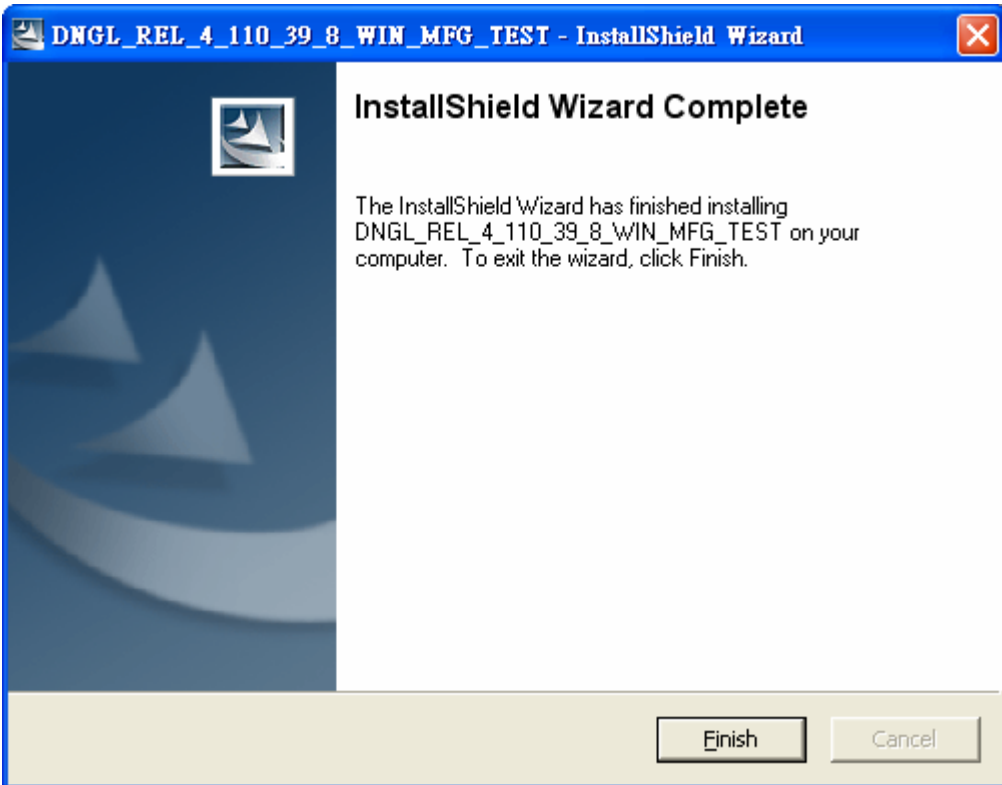 DNGL_REL_4_110_39_8_WIN_MFG_TEST - InstallShield Wizard
InstallShield Wizard Complete
The InstallShield Wizard has finished installing
DNGL_REL_4_110_39_8_WIN_MFG_TEST on your
computer.  To exit the wizard, click Finish.
Finish
Cancel